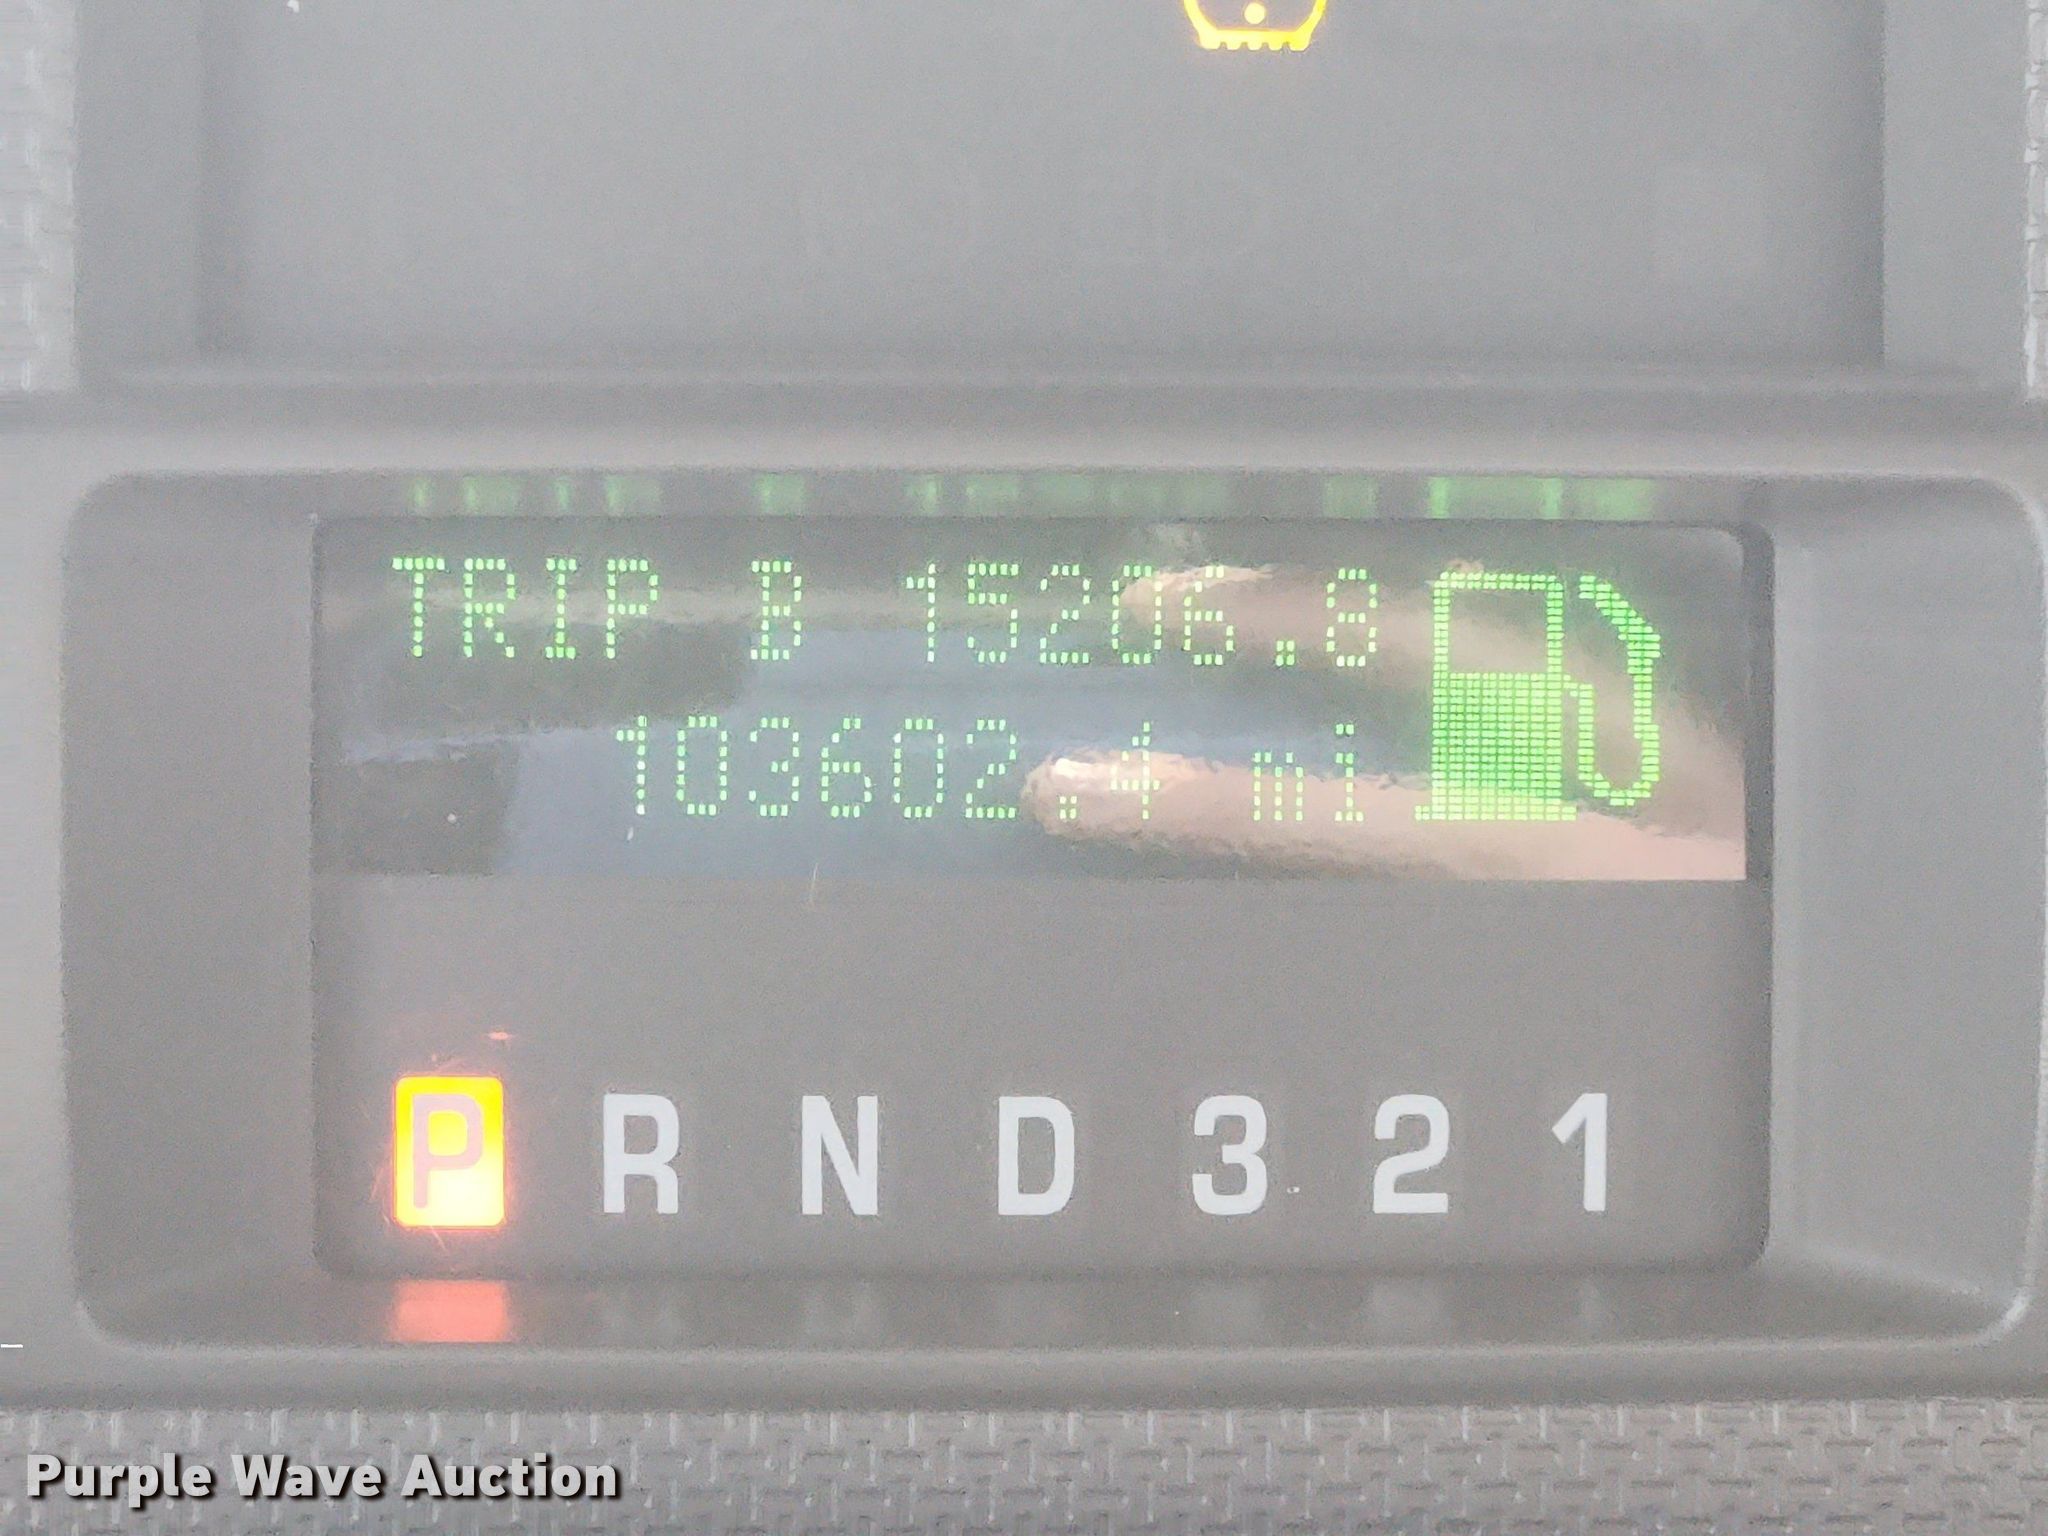 TRIP B 15206.8
103602.4 mi
P R N D 3 2 1
Purple Wave Auction